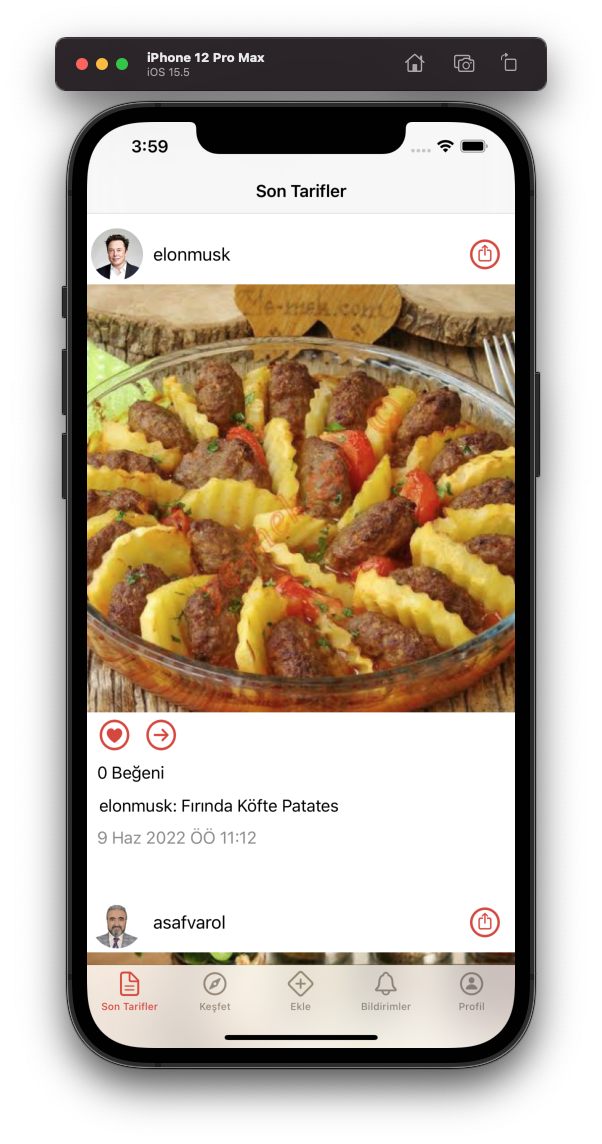 iPhone 12 Pro Max
iOS 15.5
3:59
Son Tarifler
elonmusk
0 Beğeni
elonmusk: Fırında Köfte Patates
9 Haz 2022 ÖÖ 11:12
asafvarol
Son Tarifler
Keşfet
Ekle
Bildirimler
Profil